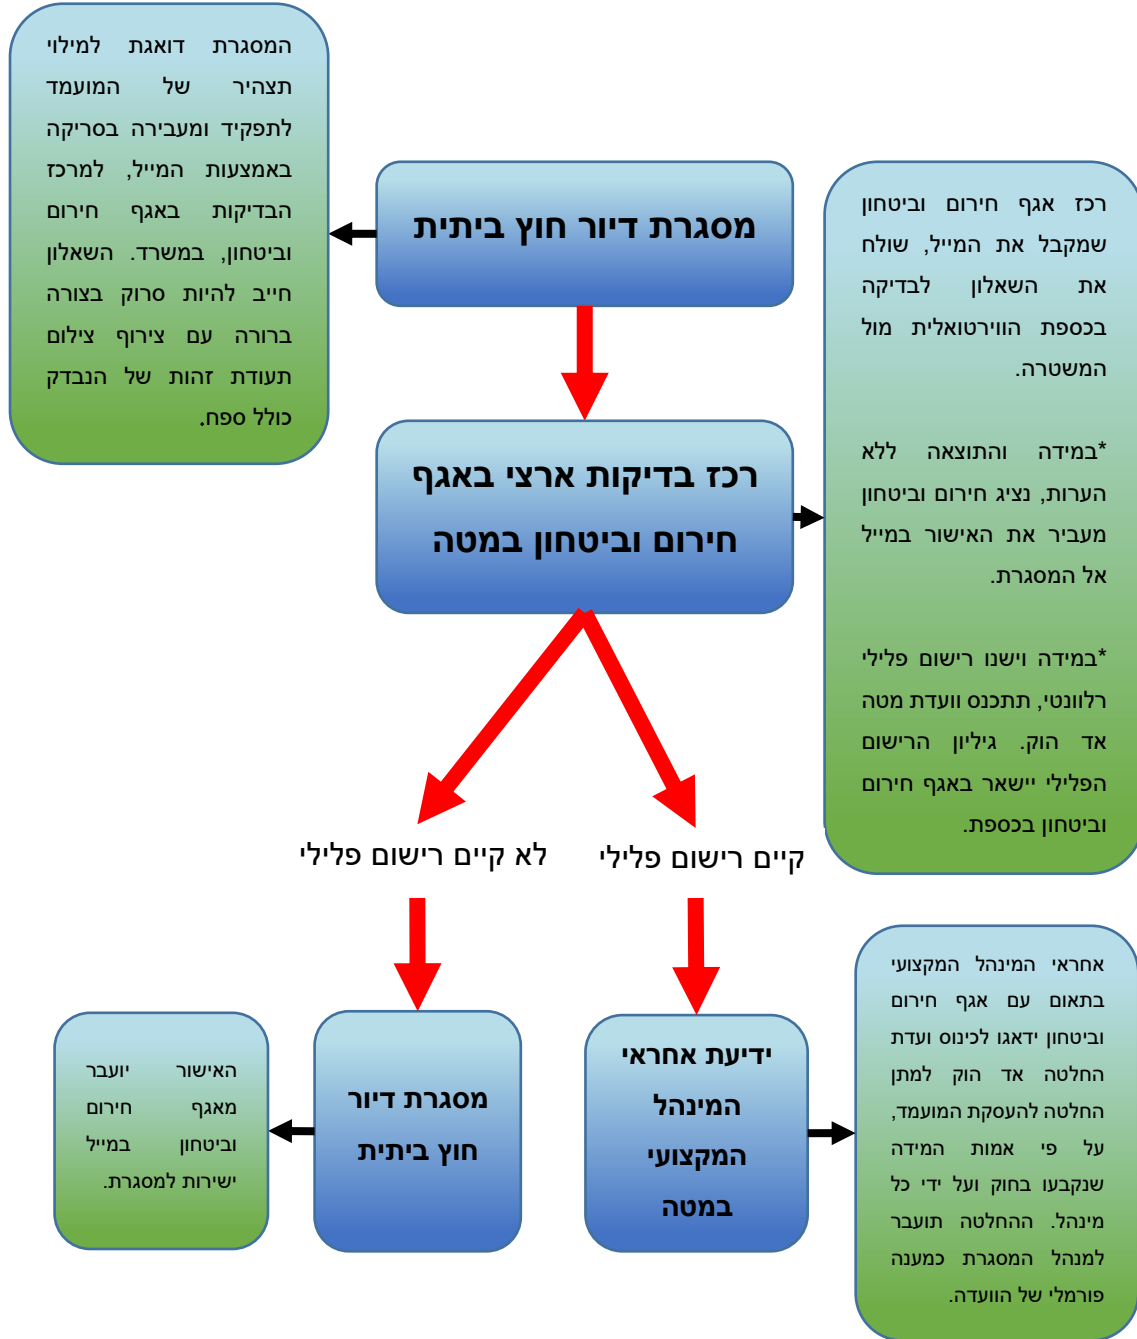 המסגרת דואגת למילוי
תצהיר של המועמד
לתפקיד ומעבירה בסריקה
באמצעות המייל, למרכז
הבדיקות באגף חירום
וביטחון, במשרד. השאלון
חייב להיות סרוק בצורה
ברורה עם צירוף צילום
תעודת זהות של הנבדק
כולל ספח.
מסגרת דיור חוץ ביתית
רכז בדיקות ארצי באגף
חירום וביטחון במטה
רכז אגף חירום וביטחון
שמקבל את המייל, שולח
את השאלון לבדיקה
בכספת הווירטואלית מול
המשטרה.
*במידה והתוצאה ללא
הערות, נציג חירום וביטחון
מעביר את האישור במייל
אל המסגרת.
*במידה וישנו רישום פלילי
רלוונטי, תתכנס וועדת מטה
אד הוק. גיליון הרישום
הפלילי יישאר באגף חירום
וביטחון בכספת.
קיים רישום פלילי
לא קיים רישום פלילי
ידיעת אחראי
המינהל
המקצועי
במטה
אחראי המינהל המקצועי
בתאום עם אגף חירום
וביטחון ידאגו לכינוס ועדת
החלטה אד הוק למתן
החלטה להעסקת המועמד,
על פי אמות המידה
שנקבעו בחוק ועל ידי כל
מינהל. ההחלטה תועבר
למנהל המסגרת כמענה
פורמלי של הוועדה.
מסגרת דיור
חוץ ביתית
האישור יועבר
מאגף חירום
וביטחון במייל
ישירות למסגרת.